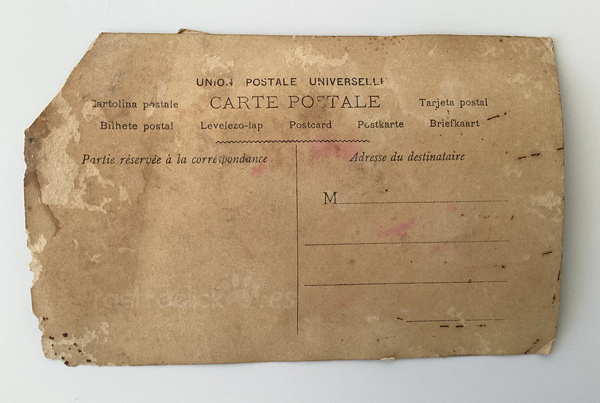 UNION POSTALE UNIVERSELLE
CARTE POSTALE
Cartolina postale
Tarjeta postal
Bilhete postal Levelezo-lap Postcard Postkarte Briefkaart
Partie réservée à la correspondance
Adresse du destinataire
M
todocoleccion